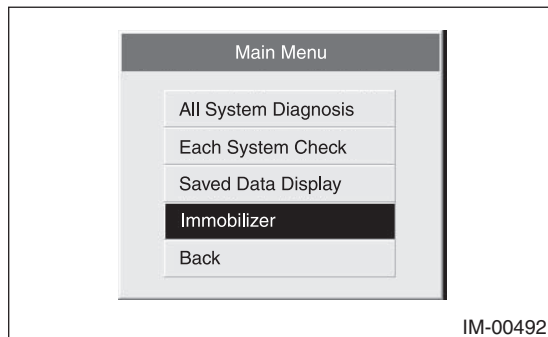 Main Menu
All System Diagnosis
Each System Check
Saved Data Display
Immobilizer
Back
IM-00492